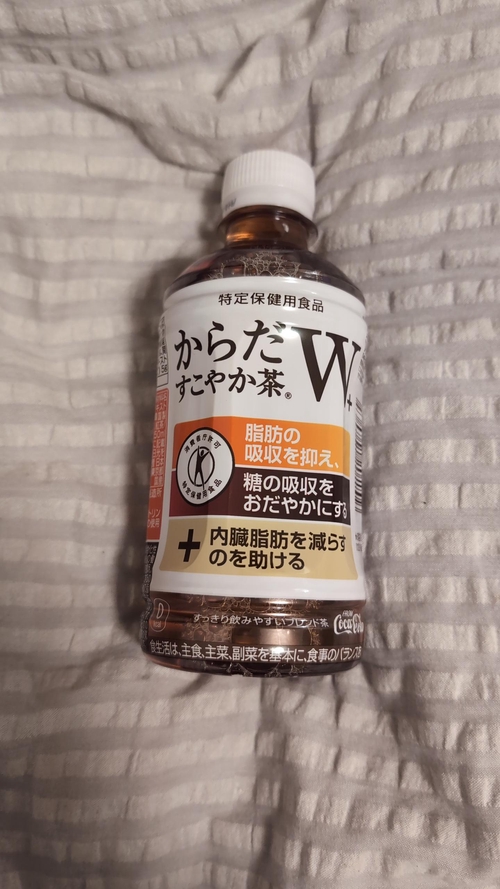 特定保健用食品
からだ
すこやか茶®
W+
脂肪の
吸収を抑え、
消費者庁許可
特定保健用食品
糖の吸収を
おだやかにする
+
内臓脂肪を減らす
のを助ける
すっきり飲みやすいブレンド茶
FROM
Coca-Cola
食生活は、主食、主菜、副菜を基本に、食事のバランスを